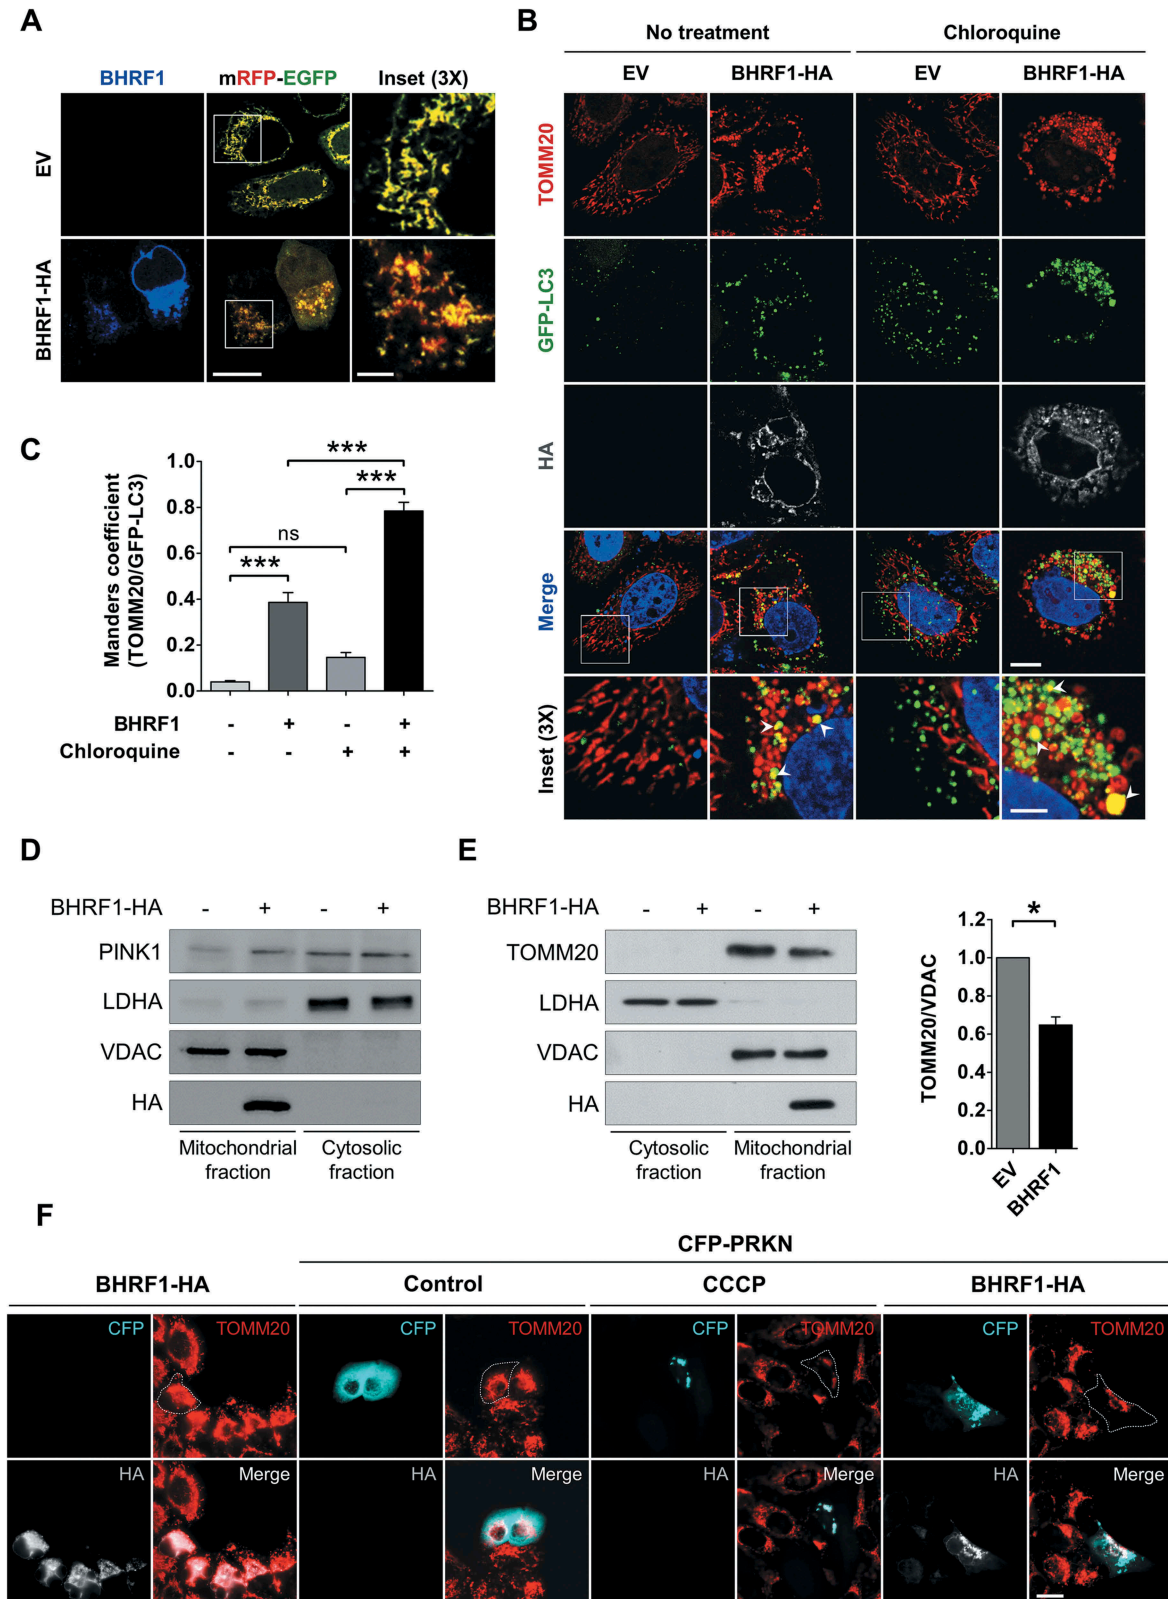 A
BHRF1 mRFP-EGFP Inset (3X)
EV
BHRF1-HA
B
No treatment Chloroquine
EV BHRF1-HA EV BHRF1-HA
TOMM20
GFP-LC3
HA
Merge
Inset (3X)
C
Manders coefficient
(TOMM20/GFP-LC3)
1.0
0.8
0.6
0.4
0.2
0.0
***
***
ns
***
BHRF1 - + - +
Chloroquine - - + +
D
BHRF1-HA - + - +
PINK1
LDHA
VDAC
HA
Mitochondrial Cytosolic
fraction fraction
E
BHRF1-HA - + - +
TOMM20
LDHA
VDAC
HA
Cytosolic Mitochondrial
fraction fraction
TOMM20/VDAC
1.2
1.0
0.8
0.6
0.4
0.2
0.0
*
EV
BHRF1
F
CFP-PRKN
BHRF1-HA Control CCCP BHRF1-HA
CFP TOMM20 CFP TOMM20 CFP TOMM20 CFP TOMM20
HA Merge HA Merge HA Merge HA Merge